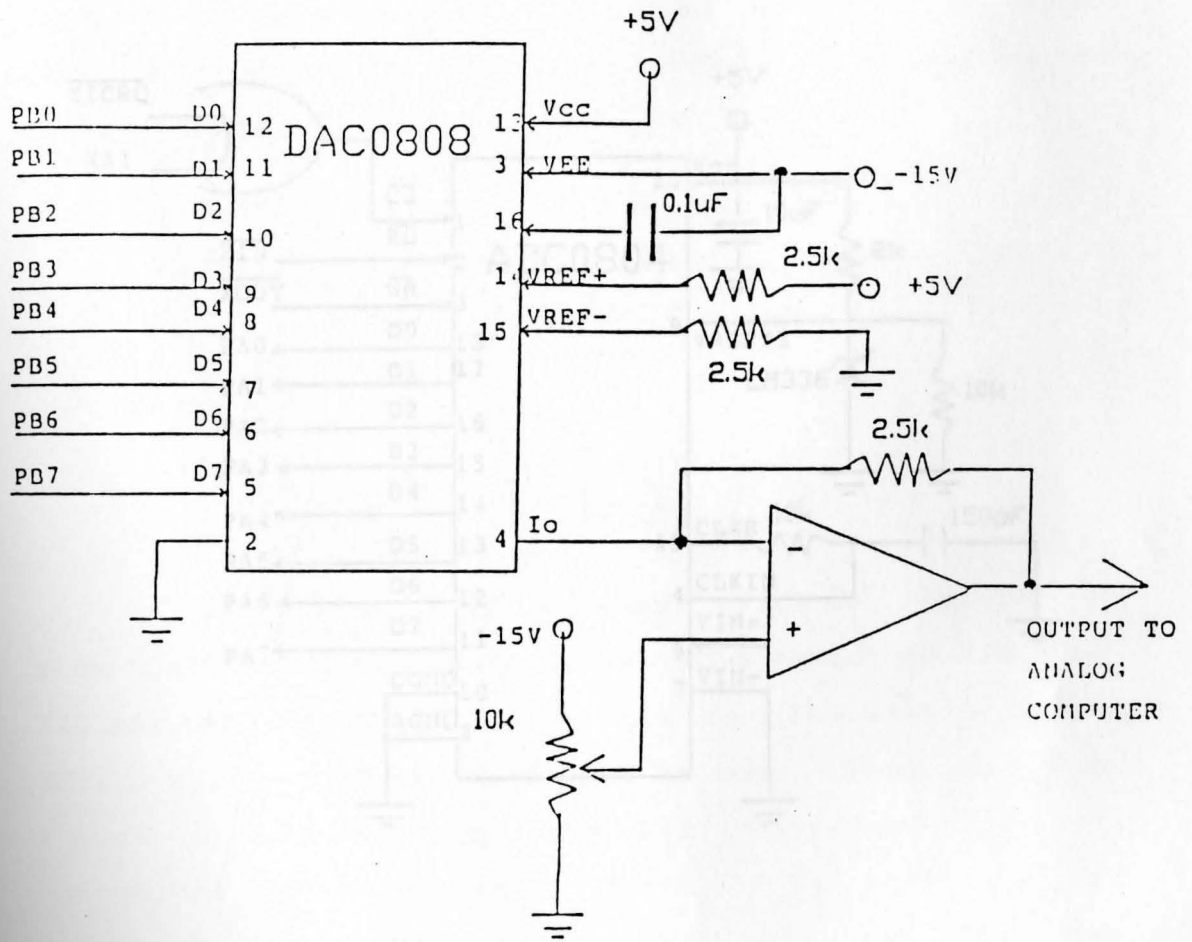 +5V
PB0 D0 12 DAC0808 13 Vcc
PB1 D1 11 3 VEE -15V
PB2 D2 10 16 0.1uF
PB3 D3 9 14 VREF+ 2.5k +5V
PB4 D4 8 15 VREF-
2.5k
PB5 D5 7
PB6 D6 6 2.5k
PB7 D7 5
2 4 Io
-
+
-15V
10k
OUTPUT TO
ANALOG
COMPUTER